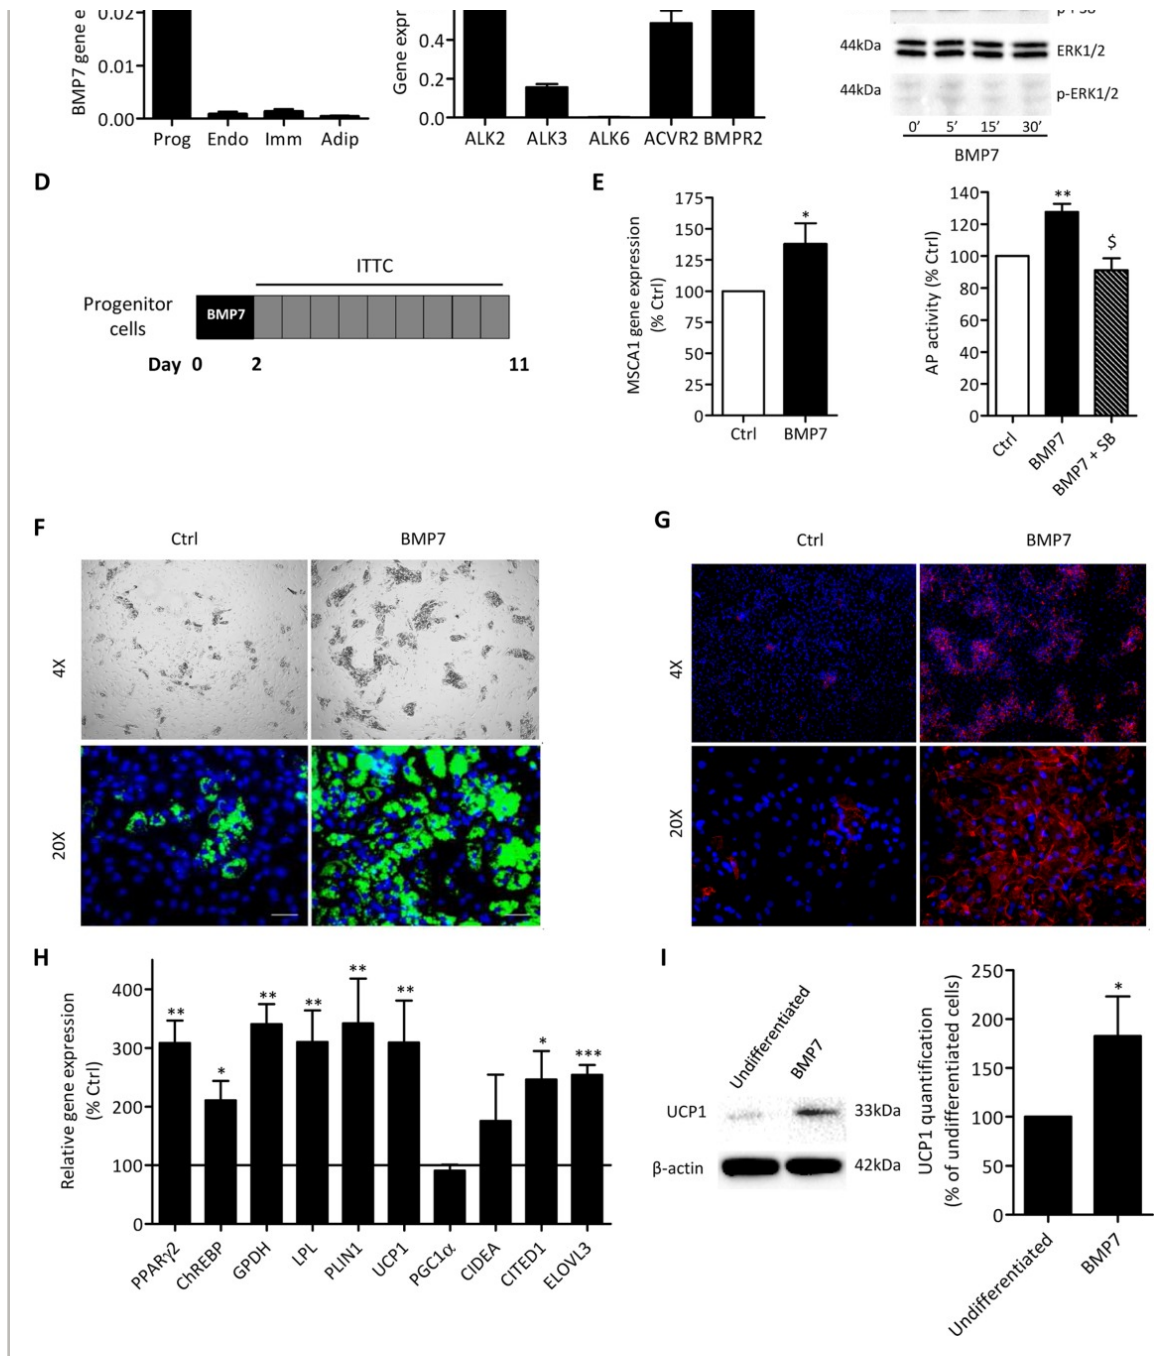 BMP7 gene e
0.02
0.01
0.00
Prog Endo Imm Adip
Gene expr
0.4
0.2
0.0
ALK2 ALK3 ALK6 ACVR2 BMPR2
44kDa ERK1/2
44kDa p-ERK1/2
0’ 5’ 15’ 30’
BMP7
D
ITTC
Progenitor
cells
BMP7
Day 0 2 11
E
MSCA1 gene expression
(% Ctrl)
175
150
125
100
75
50
25
0
*
Ctrl BMP7
AP activity (% Ctrl)
140
120
100
80
60
40
20
0
**
$
Ctrl
BMP7
BMP7 + SB
F
Ctrl BMP7
4X
20X
G
Ctrl BMP7
4X
20X
H
Relative gene expression
(% Ctrl)
400
300
200
100
0
** * ** ** ** ** * ***
PPARγ2
ChREBP
GPDH
LPL
PLIN1
UCP1
PGC1α
CIDEA
CITED1
ELOVL3
I
Undifferentiated
BMP7
UCP1 33kDa
β-actin 42kDa
UCP1 quantification
(% of undifferentiated cells)
250
200
150
100
50
0
*
Undifferentiated
BMP7